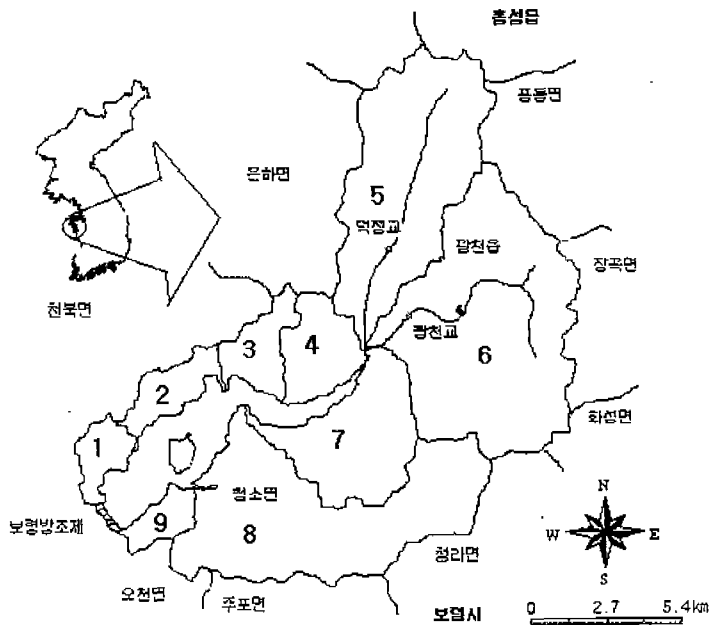 홍성읍
홍동면
은하면
5
덕정교
광천읍
장곡면
천북면
광천교
3
4
6
2
화성면
1
7
청소면
보령방조제
9
8
청라면
오천면
주포면
보령시
N
W
E
S
0 2.7 5.4km